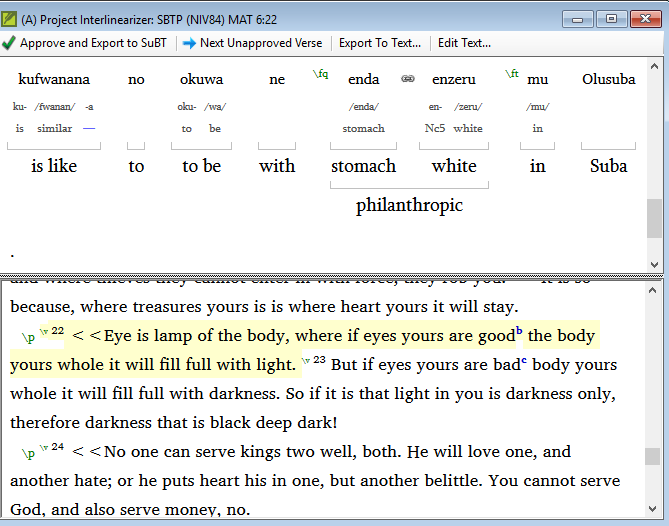 (A) Project Interlinearizer: SBTP (NIV84) MAT 6:22
Approve and Export to SuBT Next Unapproved Verse Export To Text... Edit Text...
kufwanana no okuwa ne \fq enda enzeru \ft mu Olusuba
ku- /fwanan/ -a oku- /wa/ /enda/ en- /zeru/ /mu/
is similar — to be stomach Nc5 white in
is like to to be with stomach white in Suba
philanthropic
.
because, where treasures yours is is where heart yours it will stay.
\p \v 22 < <Eye is lamp of the body, where if eyes yours are goodb the body
yours whole it will fill full with light. \v 23 But if eyes yours are badc body yours
whole it will fill full with darkness. So if it is that light in you is darkness only,
therefore darkness that is black deep dark!
\p \v 24 < <No one can serve kings two well, both. He will love one, and
another hate; or he puts heart his in one, but another belittle. You cannot serve
God, and also serve money, no.